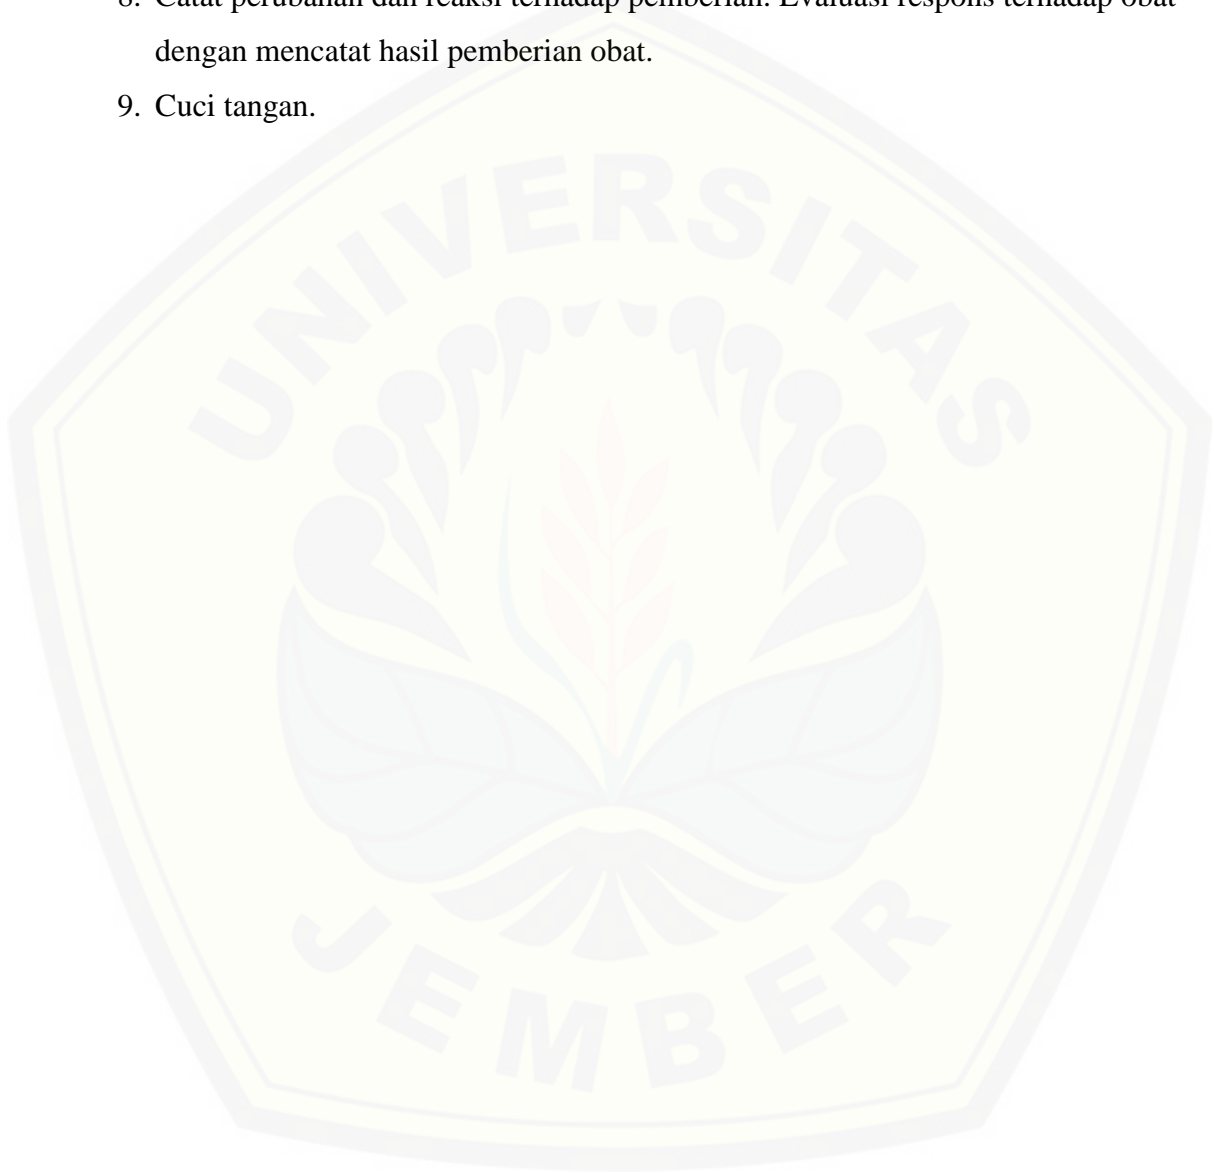 8. Catat perubahan dan reaksi terhadap pemberian. Evaluasi respons terhadap obat
dengan mencatat hasil pemberian obat.
9. Cuci tangan.
UNIVERSITAS
JEMBER